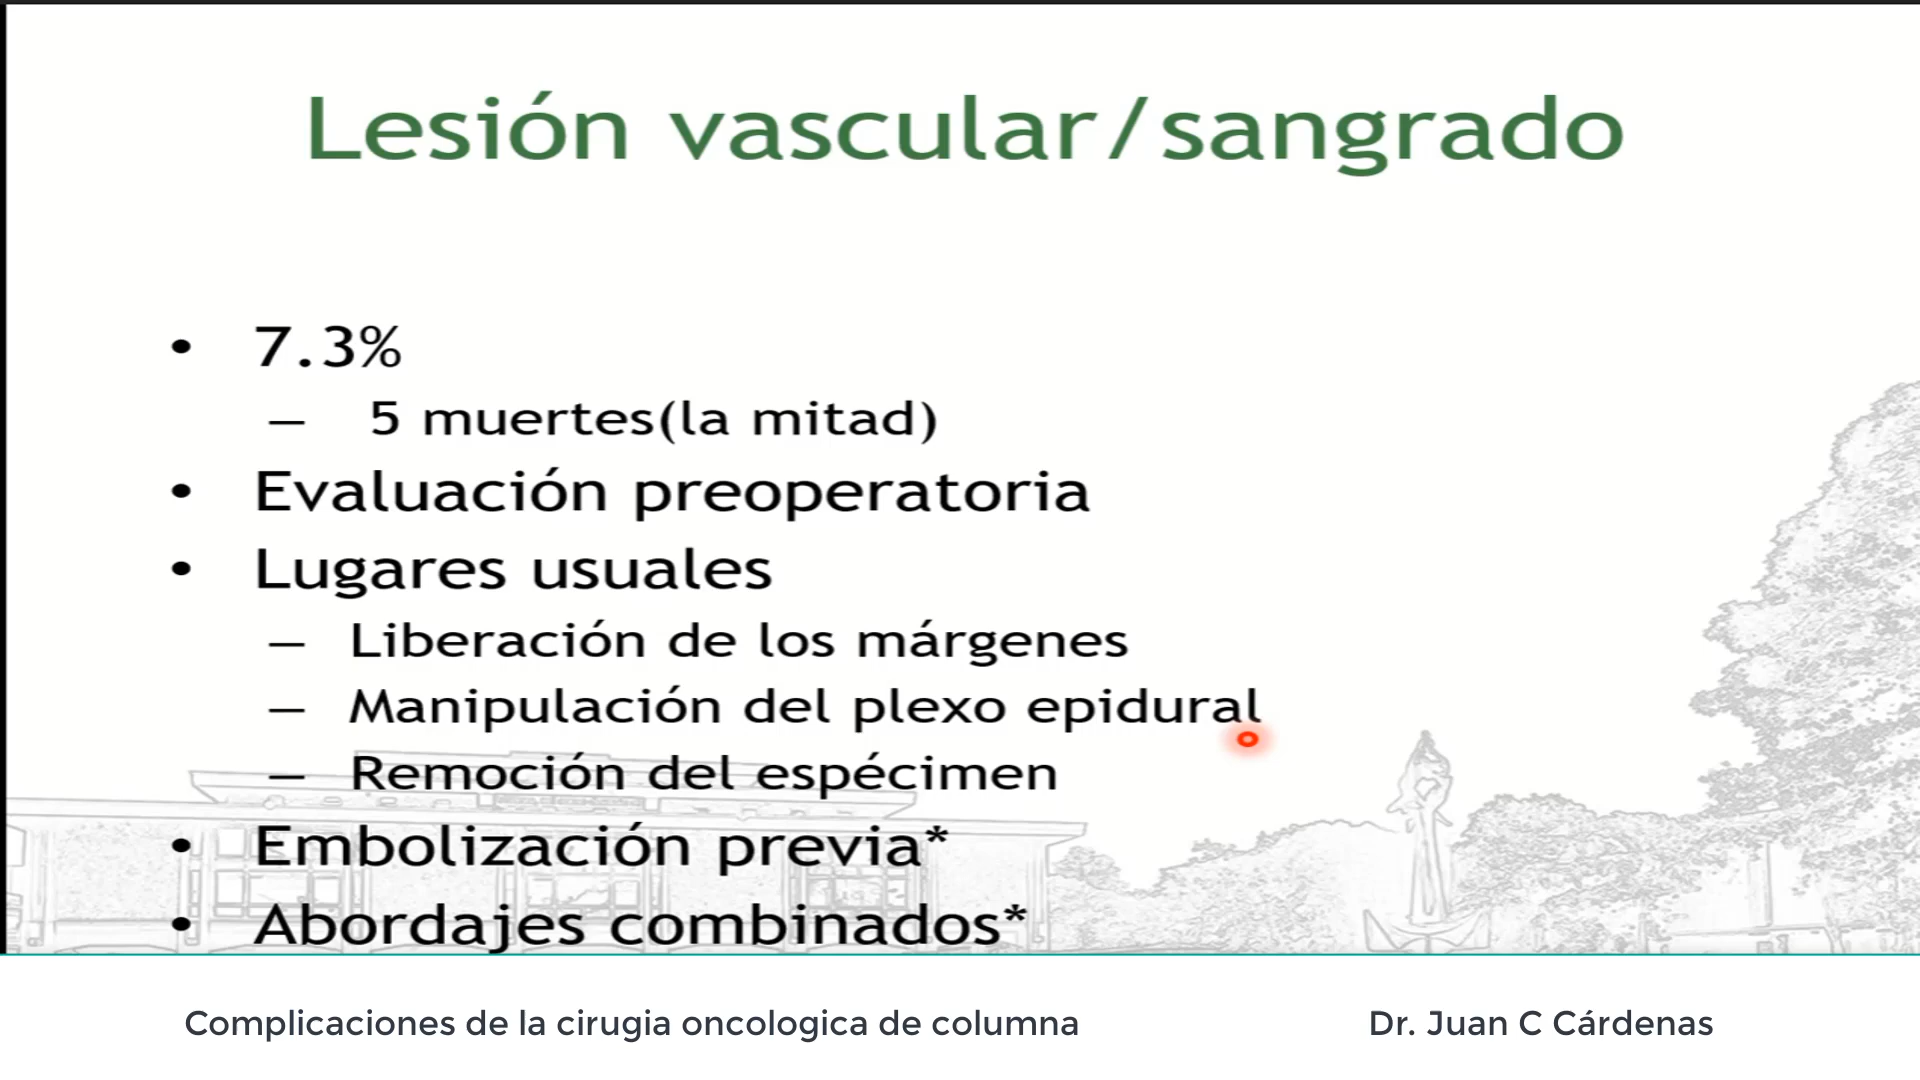 Lesión vascular/sangrado
• 7.3%
– 5 muertes(la mitad)
• Evaluación preoperatoria
• Lugares usuales
– Liberación de los márgenes
– Manipulación del plexo epidural
– Remoción del espécimen
• Embolización previa*
• Abordajes combinados*
Complicaciones de la cirugia oncologica de columna
Dr. Juan C Cárdenas